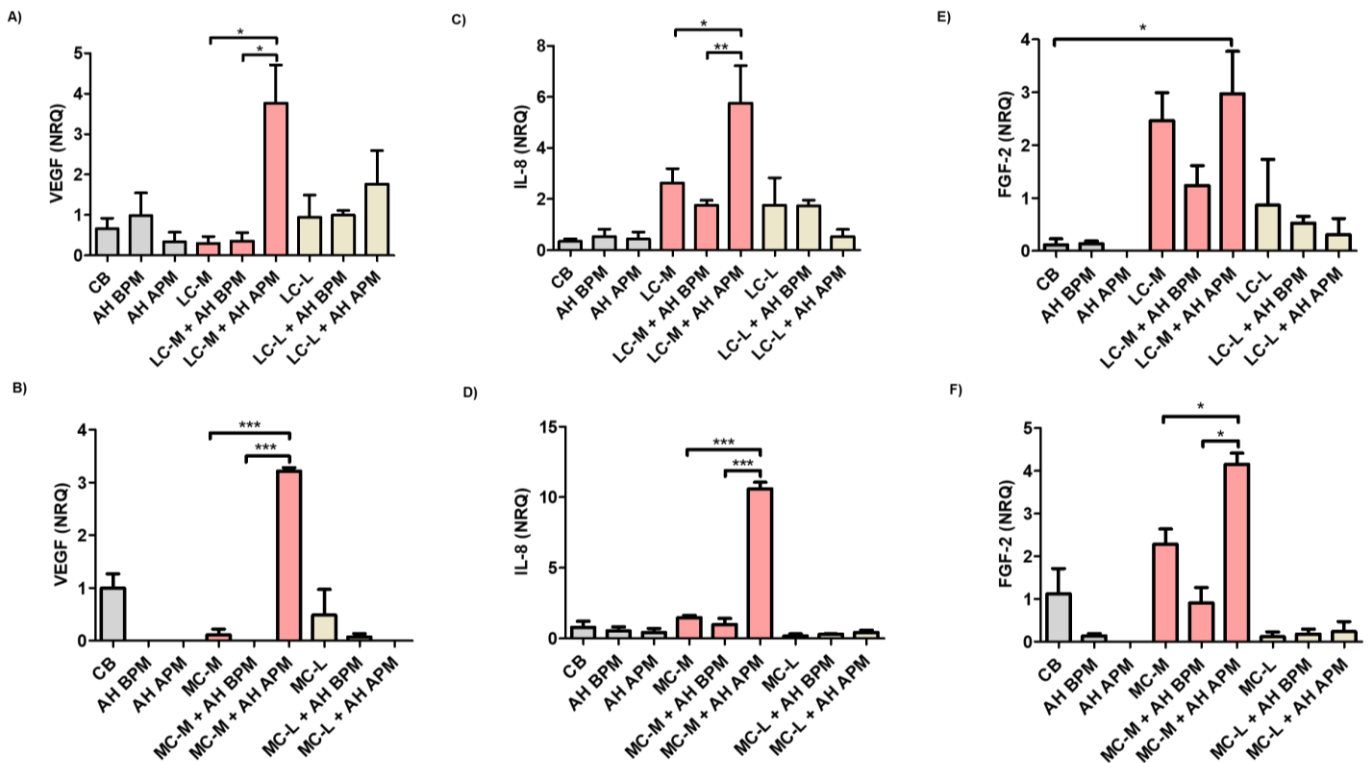 A)
VEGF (NRQ)
5
4
3
2
1
0
*
*
CB
AH BPM
AH APM
LC-M
LC-M + AH BPM
LC-M + AH APM
LC-L
LC-L + AH BPM
LC-L + AH APM
C)
IL-8 (NRQ)
8
6
4
2
0
*
**
CB
AH BPM
AH APM
LC-M
LC-M + AH BPM
LC-M + AH APM
LC-L
LC-L + AH BPM
LC-L + AH APM
E)
FGF-2 (NRQ)
4
3
2
1
0
*
CB
AH BPM
AH APM
LC-M
LC-M + AH BPM
LC-M + AH APM
LC-L
LC-L + AH BPM
LC-L + AH APM
B)
VEGF (NRQ)
4
3
2
1
0
***
***
CB
AH BPM
AH APM
MC-M
MC-M + AH BPM
MC-M + AH APM
MC-L
MC-L + AH BPM
MC-L + AH APM
D)
IL-8 (NRQ)
15
10
5
0
***
***
CB
AH BPM
AH APM
MC-M
MC-M + AH BPM
MC-M + AH APM
MC-L
MC-L + AH BPM
MC-L + AH APM
F)
FGF-2 (NRQ)
5
4
3
2
1
0
*
*
CB
AH BPM
AH APM
MC-M
MC-M + AH BPM
MC-M + AH APM
MC-L
MC-L + AH BPM
MC-L + AH APM